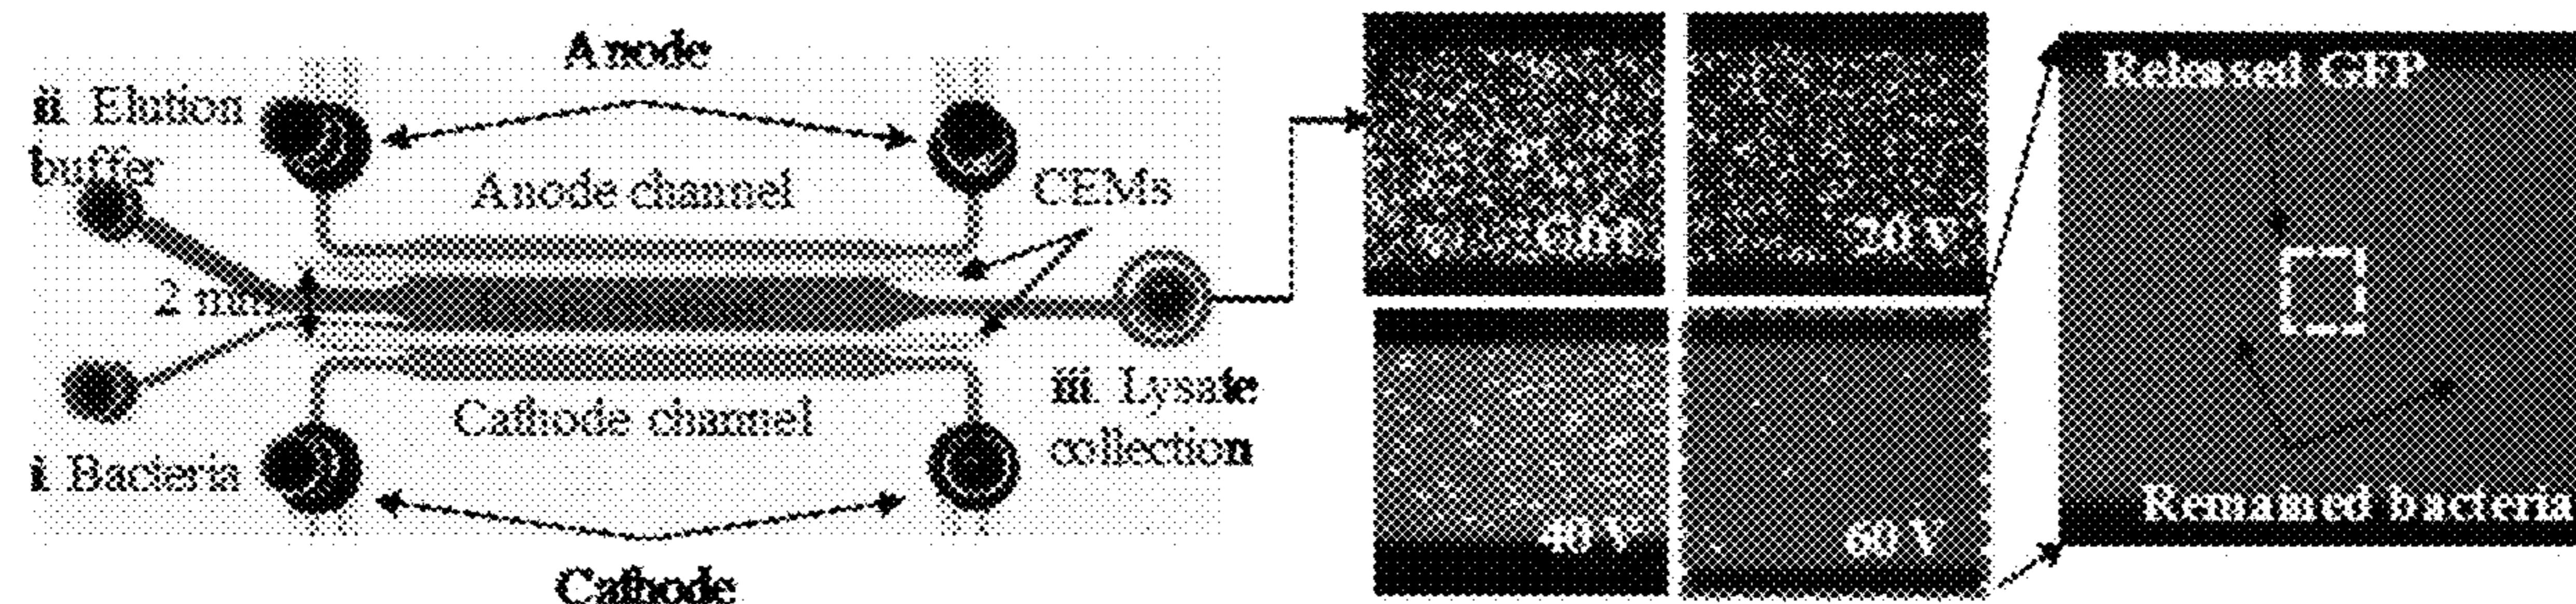 Anode
ii. Elution
buffer
Anode channel
CEMs
2 mm
Cathode channel
iii. Lysate
collection
i. Bacteria
Cathode
20 V
40 V
60 V
Released GFP
Remained bacteria